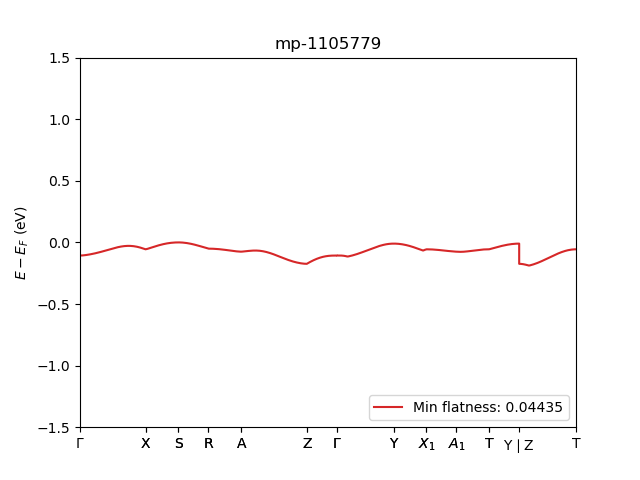 mp-1105779
E − E_F (eV)
1.5
1.0
0.5
0.0
−0.5
−1.0
−1.5
Min flatness: 0.04435
Γ X S R A Z Γ Y X₁ A₁ T Y | Z T